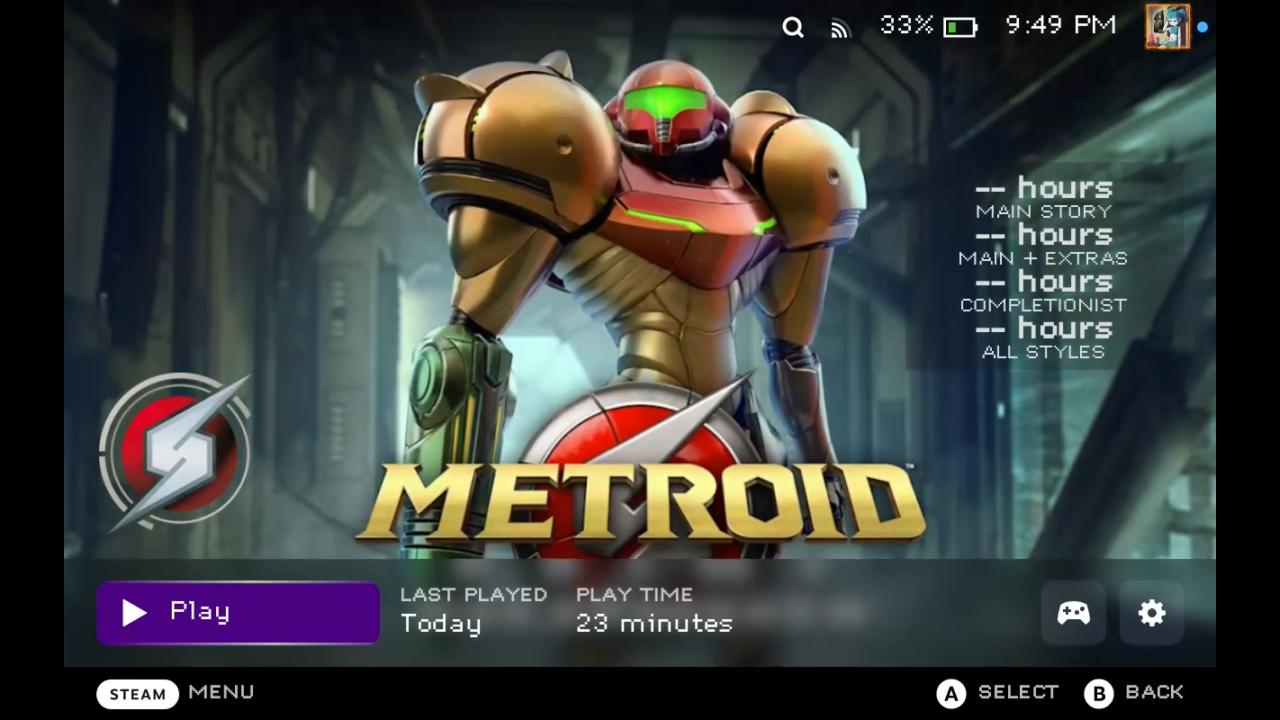 33%
9:49 PM
-- hours
MAIN STORY
-- hours
MAIN + EXTRAS
-- hours
COMPLETIONIST
-- hours
ALL STYLES
METROID™
Play
LAST PLAYED
Today
PLAY TIME
23 minutes
STEAM MENU
A SELECT
B BACK